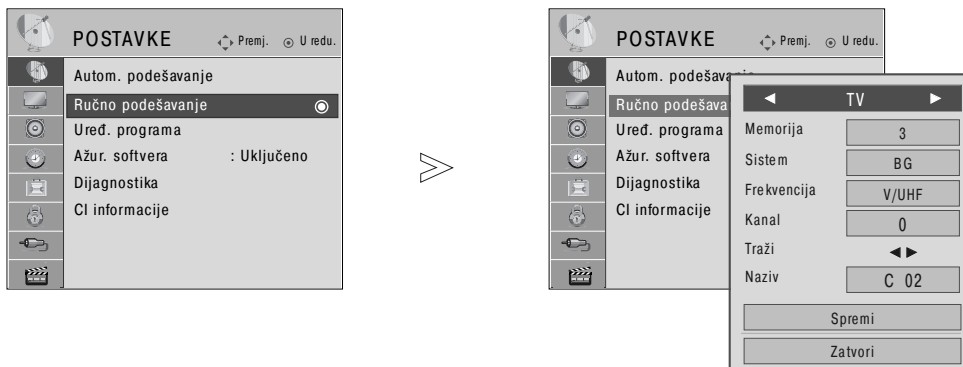 POSTAVKE Premj. U redu.
Autom. podešavanje
Ručno podešavanje
Uređ. programa
Ažur. softvera : Uključeno
Dijagnostika
CI informacije
POSTAVKE Premj. U redu.
Autom. podešava
Ručno podešava
Uređ. programa
Ažur. softvera
Dijagnostika
CI informacije
TV
Memorija 3
Sistem BG
Frekvencija V/UHF
Kanal 0
Traži
Naziv C 02
Spremi
Zatvori